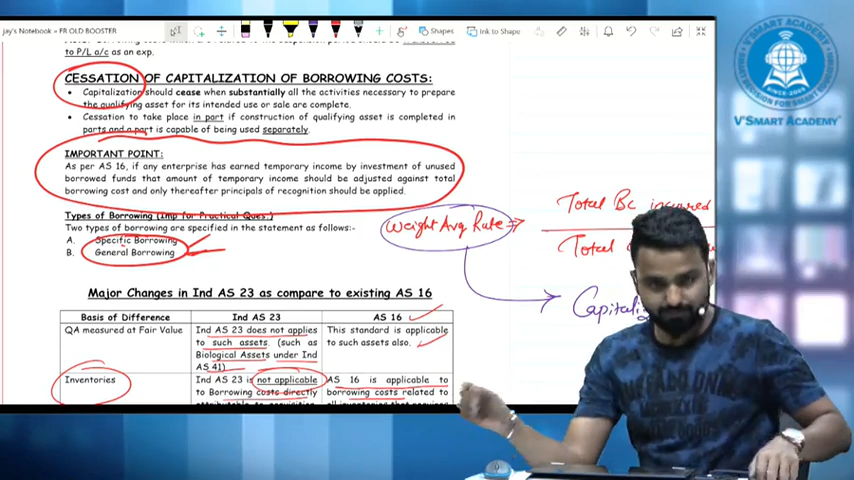 Jay's Notebook » FR OLD BOOSTER
Shapes
Ink to Shape
to P/L a/c as an exp.
CESSATION OF CAPITALIZATION OF BORROWING COSTS:
• Capitalization should cease when substantially all the activities necessary to prepare
the qualifying asset for its intended use or sale are complete.
• Cessation to take place in part if construction of qualifying asset is completed in
parts and a part is capable of being used separately.
IMPORTANT POINT:
As per AS 16, if any enterprise has earned temporary income by investment of unused
borrowed funds that amount of temporary income should be adjusted against total
borrowing cost and only thereafter principals of recognition should be applied.
Types of Borrowing (Imp for Practical Ques.)
Two types of borrowing are specified in the statement as follows:-
A. Specific Borrowing
B. General Borrowing
Weight Avg Rate ⇒
Total Bc incurred
Total
Major Changes in Ind AS 23 as compare to existing AS 16
Basis of Difference Ind AS 23 AS 16
QA measured at Fair Value Ind AS 23 does not applies This standard is applicable
to such assets. (such as to such assets also.
Biological Assets under Ind
AS 41)
Inventories Ind AS 23 is not applicable AS 16 is applicable to
to Borrowing costs directly borrowing costs related to
V'SMART ACADEMY
SINCE-2005
V'SMART ACADEMY